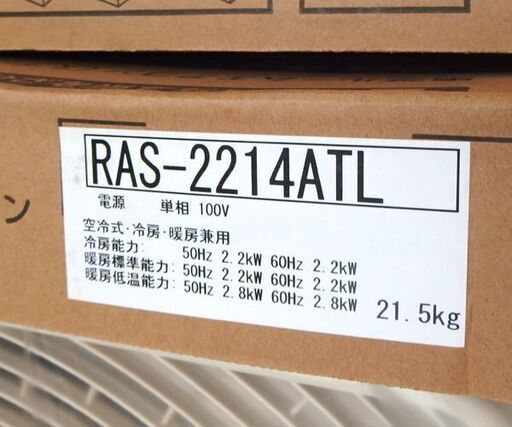 RAS-2214ATL
電源 単相 100V
空冷式・冷房・暖房兼用
冷房能力: 50Hz 2.2kW 60Hz 2.2kW
暖房標準能力: 50Hz 2.2kW 60Hz 2.2kW
暖房低温能力: 50Hz 2.8kW 60Hz 2.8kW
21.5kg
ン